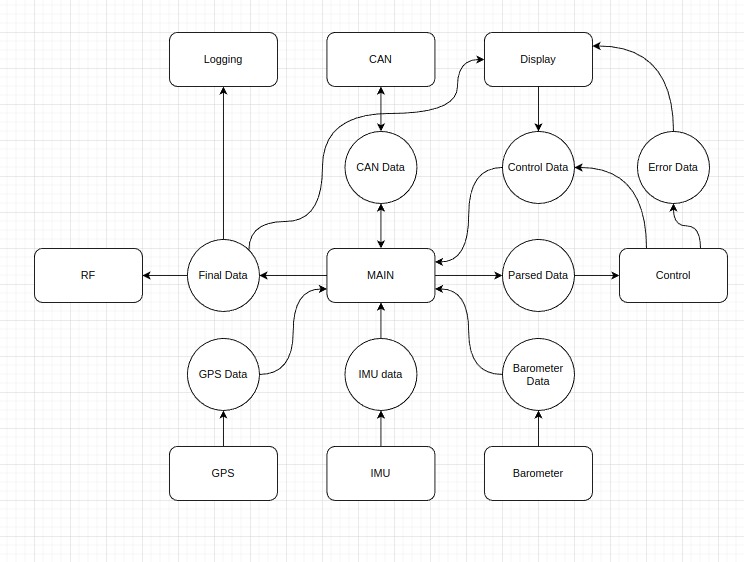 Logging
CAN
Display
CAN Data
Control Data
Error Data
RF
Final Data
MAIN
Parsed Data
Control
GPS Data
IMU data
Barometer
Data
GPS
IMU
Barometer